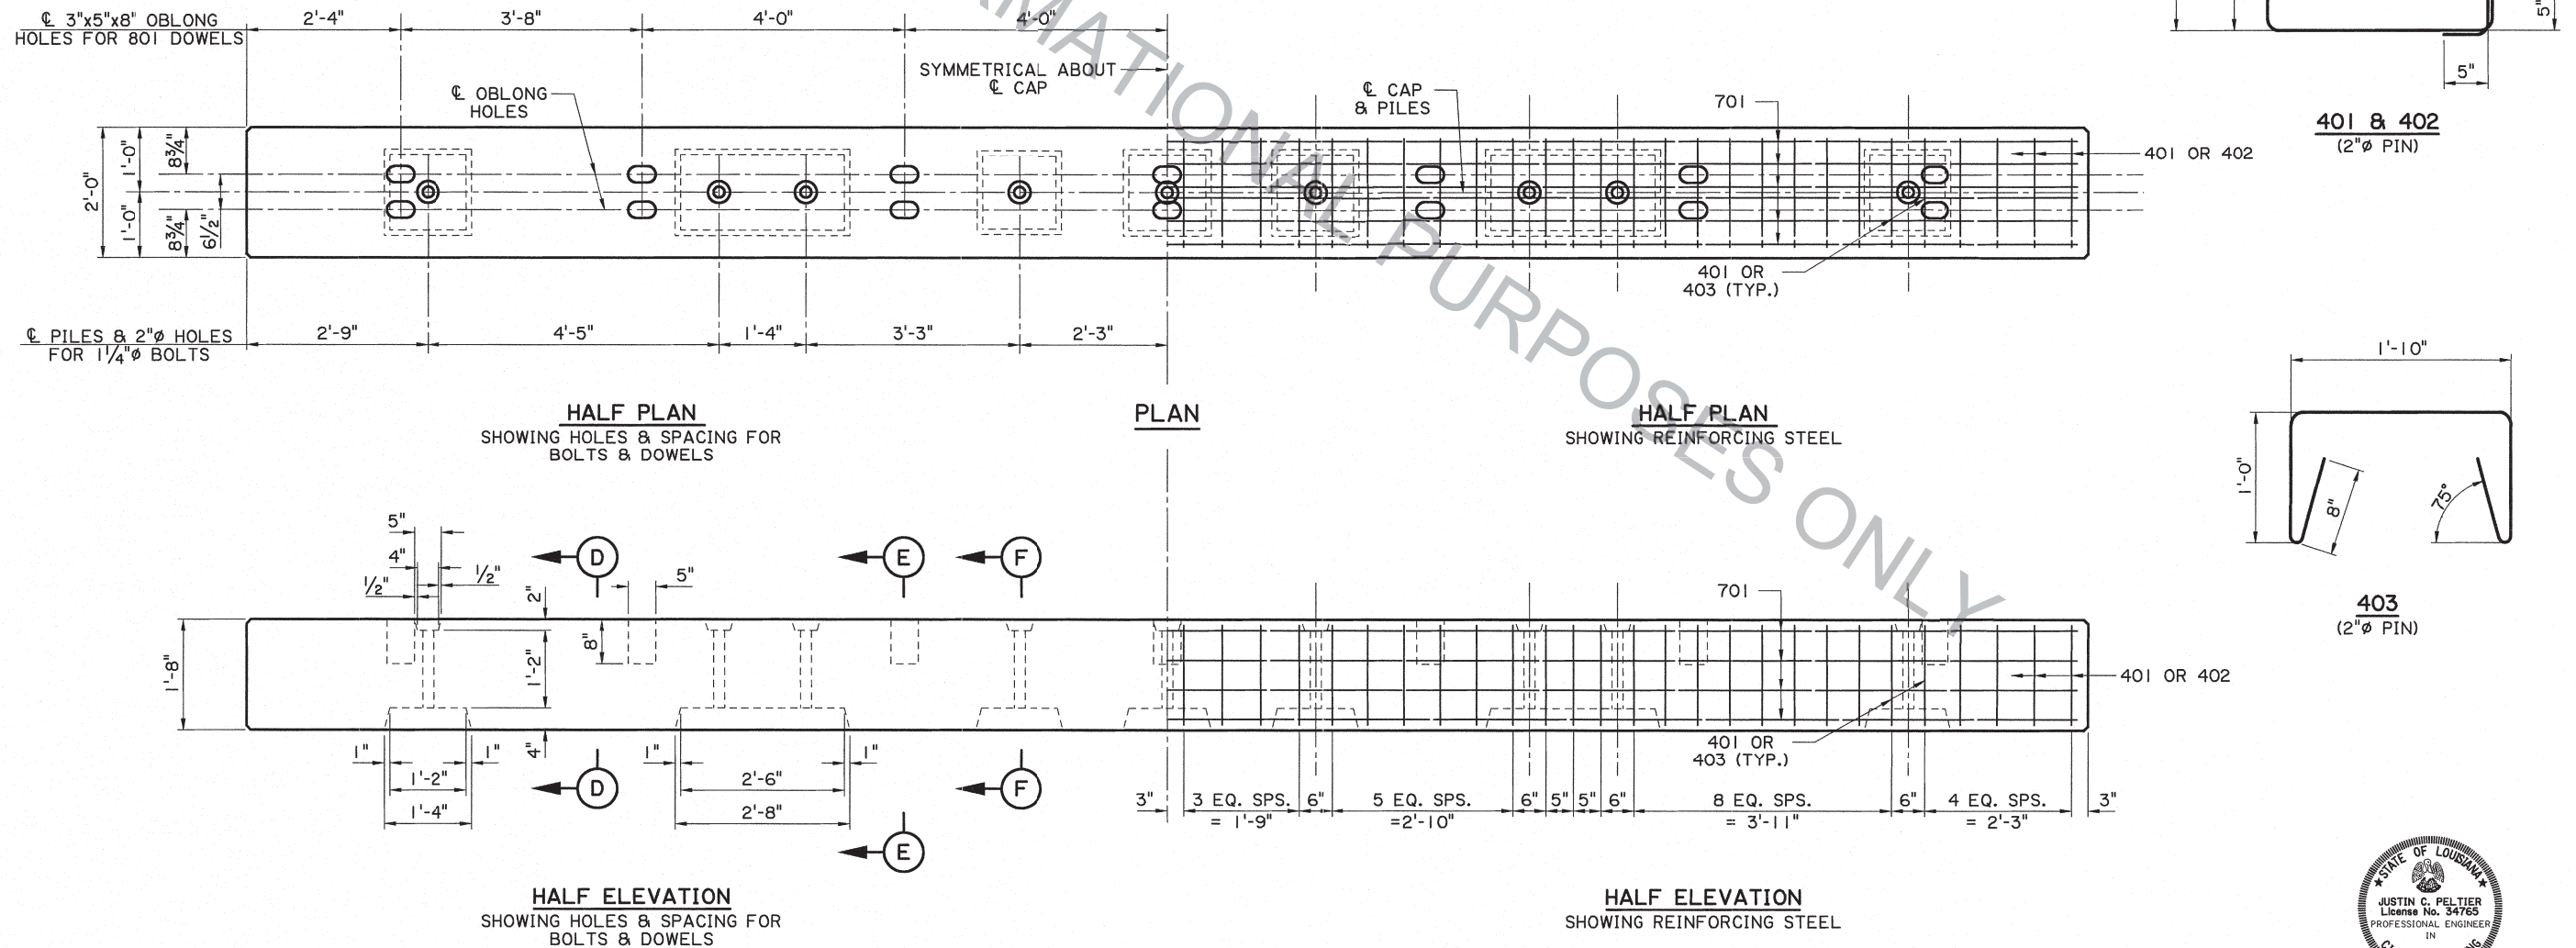 ℄ 3"x5"x8" OBLONG
HOLES FOR 801 DOWELS
2'-4"
3'-8"
4'-0"
4'-0"
SYMMETRICAL ABOUT
℄ CAP
℄ OBLONG
HOLES
℄ CAP
& PILES
701
401 OR 402
2'-0"
1'-0"
1'-0"
8¾"
8¾"
6½"
401 OR
403 (TYP.)
℄ PILES & 2"ø HOLES
FOR 1¼"ø BOLTS
2'-9"
4'-5"
1'-4"
3'-3"
2'-3"
HALF PLAN
SHOWING HOLES & SPACING FOR
BOLTS & DOWELS
PLAN
HALF PLAN
SHOWING REINFORCING STEEL
5"
5"
401 & 402
(2"ø PIN)
1'-10"
1'-0"
8"
75°
403
(2"ø PIN)
5"
4"
½"
½"
D
E
F
5"
2"
8"
1'-2"
1'-8"
4"
701
401 OR 402
401 OR
403 (TYP.)
1"
1"
1'-2"
1'-4"
1"
1"
2'-6"
2'-8"
D
F
E
3"
3 EQ. SPS.
= 1'-9"
6"
5 EQ. SPS.
=2'-10"
6"
5"
5"
6"
8 EQ. SPS.
= 3'-11"
6"
4 EQ. SPS.
= 2'-3"
3"
HALF ELEVATION
SHOWING HOLES & SPACING FOR
BOLTS & DOWELS
HALF ELEVATION
SHOWING REINFORCING STEEL
STATE OF LOUISIANA
JUSTIN C. PELTIER
License No. 34765
PROFESSIONAL ENGINEER
IN
MATIONAL PURPOSES ONLY